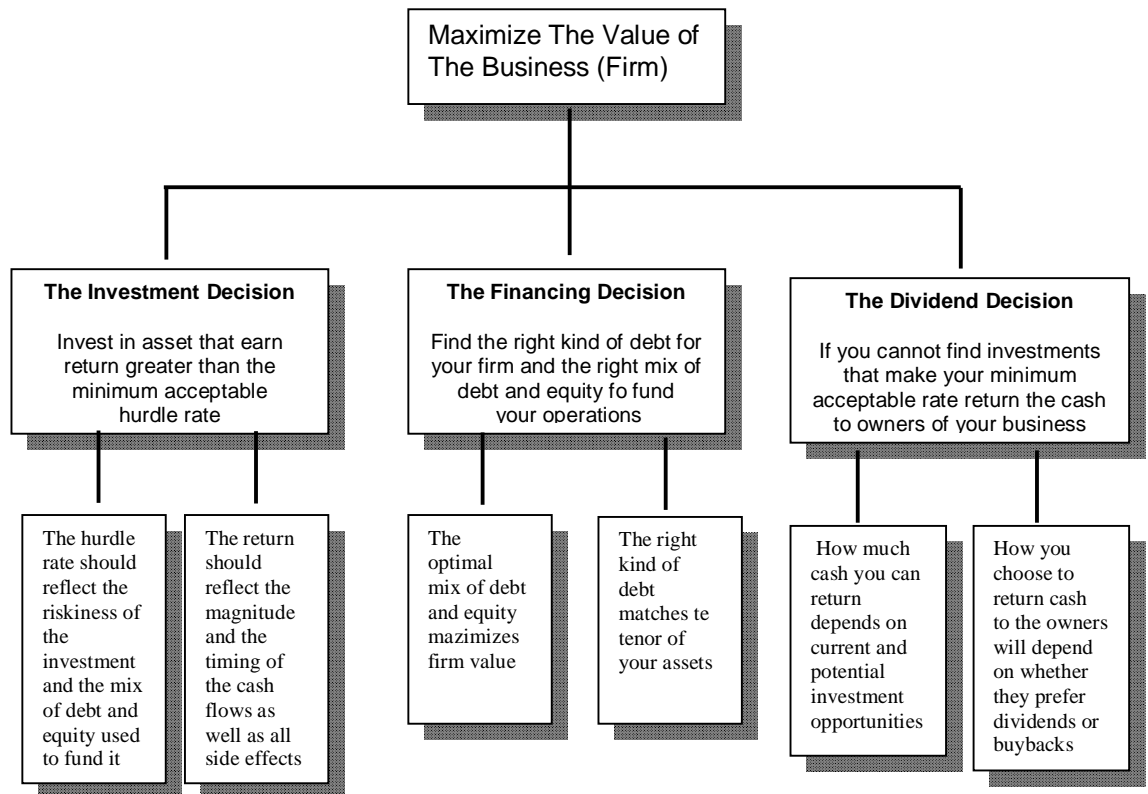 Maximize The Value of
The Business (Firm)
The Investment Decision
Invest in asset that earn
return greater than the
minimum acceptable
hurdle rate
The Financing Decision
Find the right kind of debt for
your firm and the right mix of
debt and equity fo fund
your operations
The Dividend Decision
If you cannot find investments
that make your minimum
acceptable rate return the cash
to owners of your business
The hurdle
rate should
reflect the
riskiness of
the
investment
and the mix
of debt and
equity used
to fund it
The return
should
reflect the
magnitude
and the
timing of
the cash
flows as
well as all
side effects
The
optimal
mix of debt
and equity
mazimizes
firm value
The right
kind of
debt
matches te
tenor of
your assets
How much
cash you can
return
depends on
current and
potential
investment
opportunities
How you
choose to
return cash
to the owners
will depend
on whether
they prefer
dividends or
buybacks